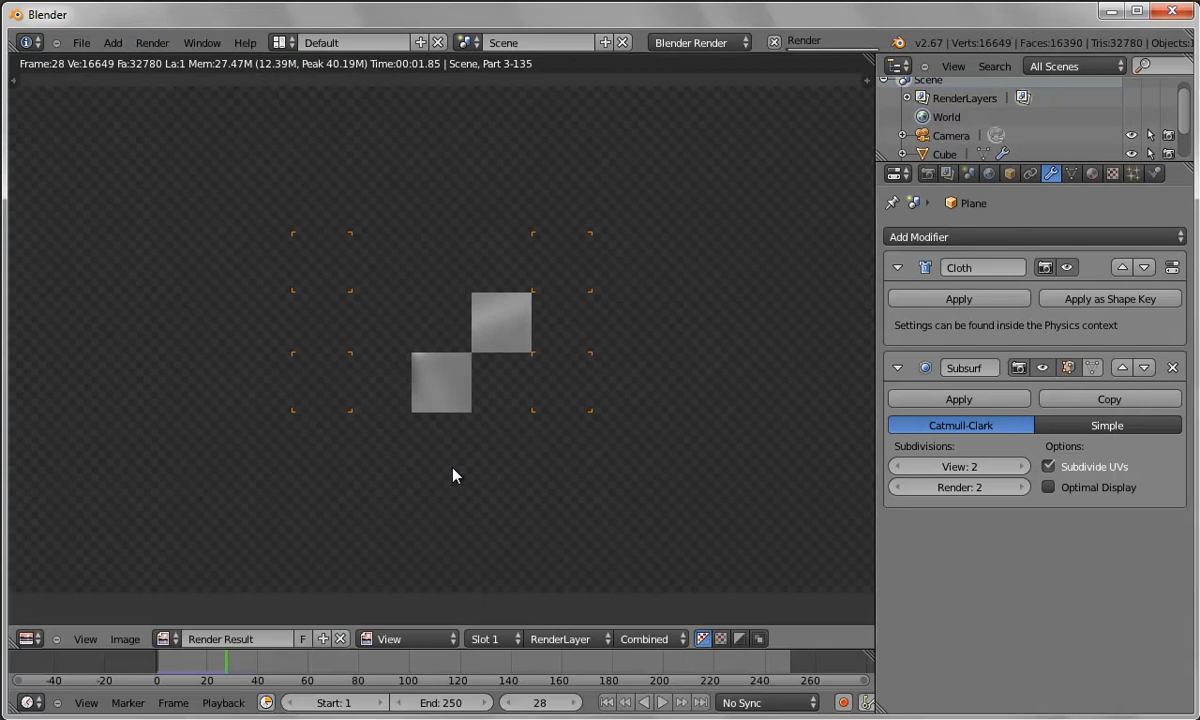 Blender
File Add Render Window Help Default Scene Blender Render Render v2.67 | Verts:16649 | Faces:16390 | Tris:32780 | Objects:
Frame:28 Ve:16649 Fa:32780 La:1 Mem:27.47M (12.39M, Peak 40.19M) Time:00:01.85 | Scene, Part 3-135
View Search All Scenes
Scene
RenderLayers
World
Camera
Cube
Plane
Add Modifier
Cloth
Apply Apply as Shape Key
Settings can be found inside the Physics context
Subsurf
Apply Copy
Catmull-Clark Simple
Subdivisions: Options:
View: 2 Subdivide UVs
Render: 2 Optimal Display
View Image Render Result F View Slot 1 RenderLayer Combined
-40 -20 0 20 40 60 80 100 120 140 160 180 200 220 240 260
View Marker Frame Playback Start: 1 End: 250 28 No Sync